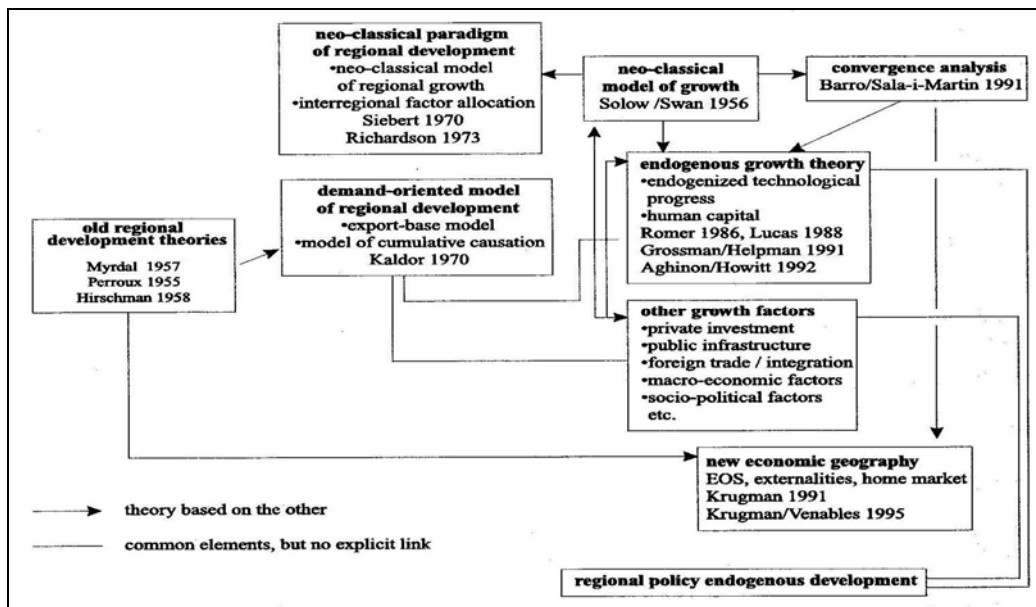 neo-classical paradigm
of regional development
•neo-classical model
of regional growth
•interregional factor allocation
Siebert 1970
Richardson 1973
neo-classical
model of growth
Solow /Swan 1956
convergence analysis
Barro/Sala-i-Martin 1991
endogenous growth theory
•endogenized technological
progress
•human capital
Romer 1986, Lucas 1988
Grossman/Helpman 1991
Aghinon/Howitt 1992
demand-oriented model
of regional development
•export-base model
•model of cumulative causation
Kaldor 1970
old regional
development theories
Myrdal 1957
Perroux 1955
Hirschman 1958
other growth factors
•private investment
•public infrastructure
•foreign trade / integration
•macro-economic factors
•socio-political factors
etc.
new economic geography
EOS, externalities, home market
Krugman 1991
Krugman/Venables 1995
theory based on the other
common elements, but no explicit link
regional policy endogenous development